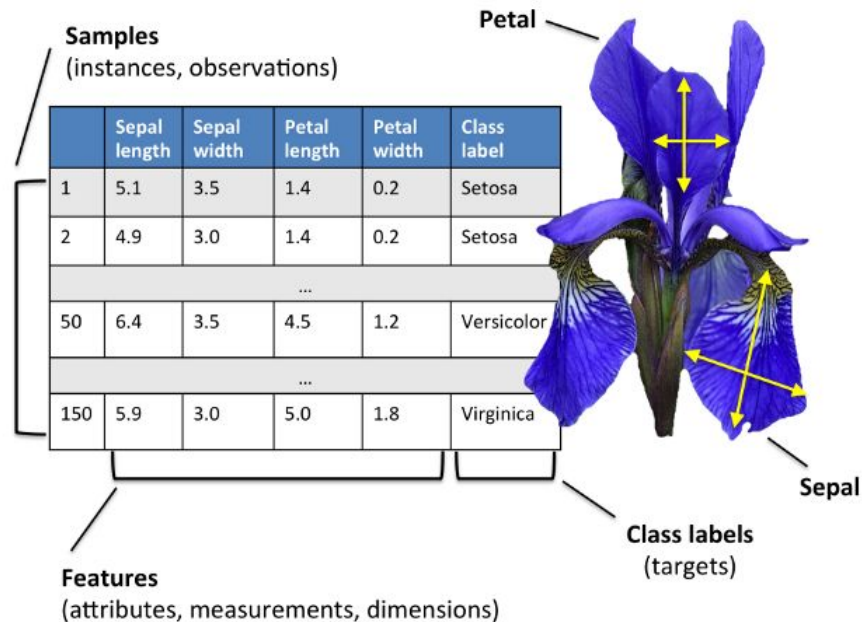 Petal
Samples
(instances, observations)
Sepal length Sepal width Petal length Petal width Class label
1 5.1 3.5 1.4 0.2 Setosa
2 4.9 3.0 1.4 0.2 Setosa
...
50 6.4 3.5 4.5 1.2 Versicolor
...
150 5.9 3.0 5.0 1.8 Virginica
Sepal
Class labels
(targets)
Features
(attributes, measurements, dimensions)